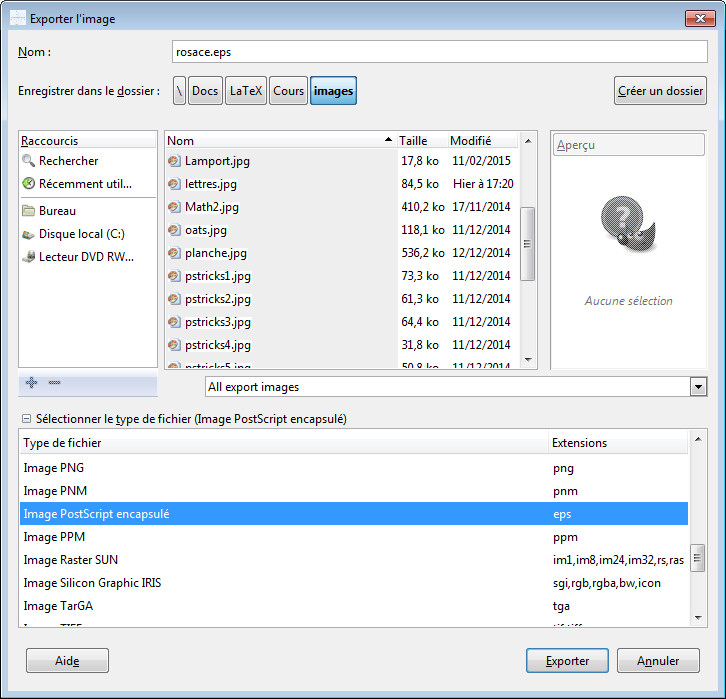 Exporter l'image
Nom : rosace.eps
Enregistrer dans le dossier : \ Docs LaTeX Cours images Créer un dossier
Raccourcis
Rechercher
Récemment util...
Bureau
Disque local (C:)
Lecteur DVD RW...
Nom Taille Modifié
Lamport.jpg 17,8 ko 11/02/2015
lettres.jpg 84,5 ko Hier à 17:20
Math2.jpg 410,2 ko 17/11/2014
oats.jpg 118,1 ko 11/12/2014
planche.jpg 536,2 ko 12/12/2014
pstricks1.jpg 73,3 ko 11/12/2014
pstricks2.jpg 61,3 ko 11/12/2014
pstricks3.jpg 64,4 ko 11/12/2014
pstricks4.jpg 31,8 ko 11/12/2014
pstricks5.jpg 50,8 ko 11/12/2014
Aperçu
Aucune sélection
All export images
Sélectionner le type de fichier (Image PostScript encapsulé)
Type de fichier Extensions
Image PNG png
Image PNM pnm
Image PostScript encapsulé eps
Image PPM ppm
Image Raster SUN im1,im8,im24,im32,rs,ras
Image Silicon Graphic IRIS sgi,rgb,rgba,bw,icon
Image TarGA tga
Aide Exporter Annuler